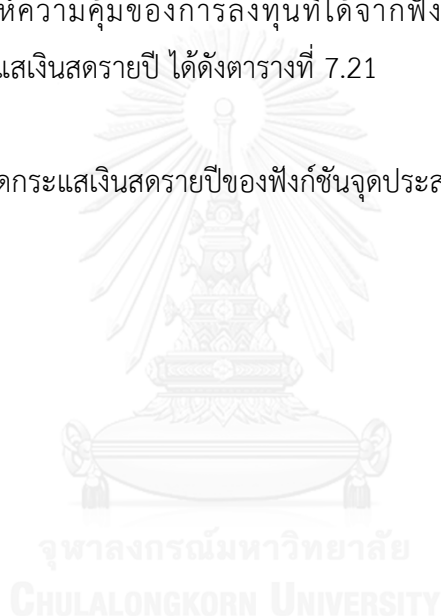 ห์ความคุ้มของการลงทุนที่ได้จากฟัง
แสเงินสดรายปี ได้ดังตารางที่ 7.21
ดกระแสเงินสดรายปีของฟังก์ชันจุดประส
จุฬาลงกรณ์มหาวิทยาลัย
CHULALONGKORN UNIVERSITY